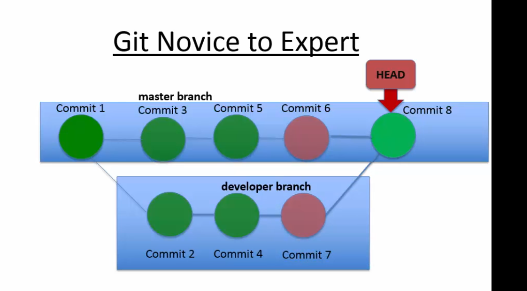 Git Novice to Expert
HEAD
master branch
Commit 1
Commit 3
Commit 5
Commit 6
Commit 8
developer branch
Commit 2
Commit 4
Commit 7